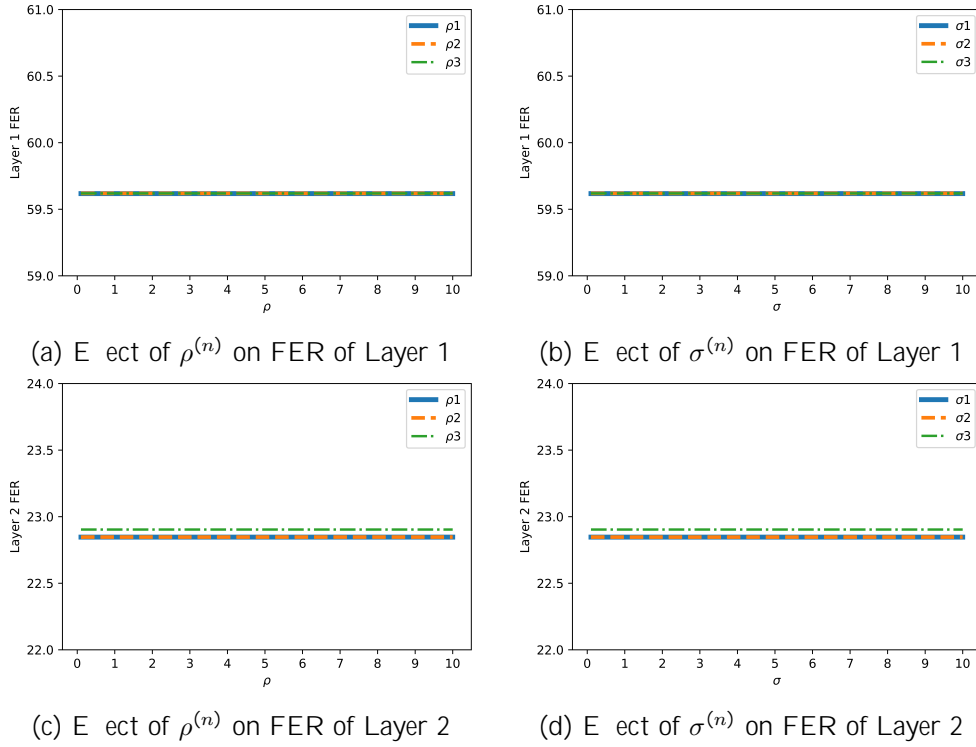 61.0
60.5
60.0
59.5
59.0
Layer 1 FER
0 1 2 3 4 5 6 7 8 9 10
ρ
ρ1
ρ2
ρ3
61.0
60.5
60.0
59.5
59.0
Layer 1 FER
0 1 2 3 4 5 6 7 8 9 10
σ
σ1
σ2
σ3
(a) E ect of ρ(n) on FER of Layer 1
(b) E ect of σ(n) on FER of Layer 1
24.0
23.5
23.0
22.5
22.0
Layer 2 FER
0 1 2 3 4 5 6 7 8 9 10
ρ
ρ1
ρ2
ρ3
24.0
23.5
23.0
22.5
22.0
Layer 2 FER
0 1 2 3 4 5 6 7 8 9 10
σ
σ1
σ2
σ3
(c) E ect of ρ(n) on FER of Layer 2
(d) E ect of σ(n) on FER of Layer 2